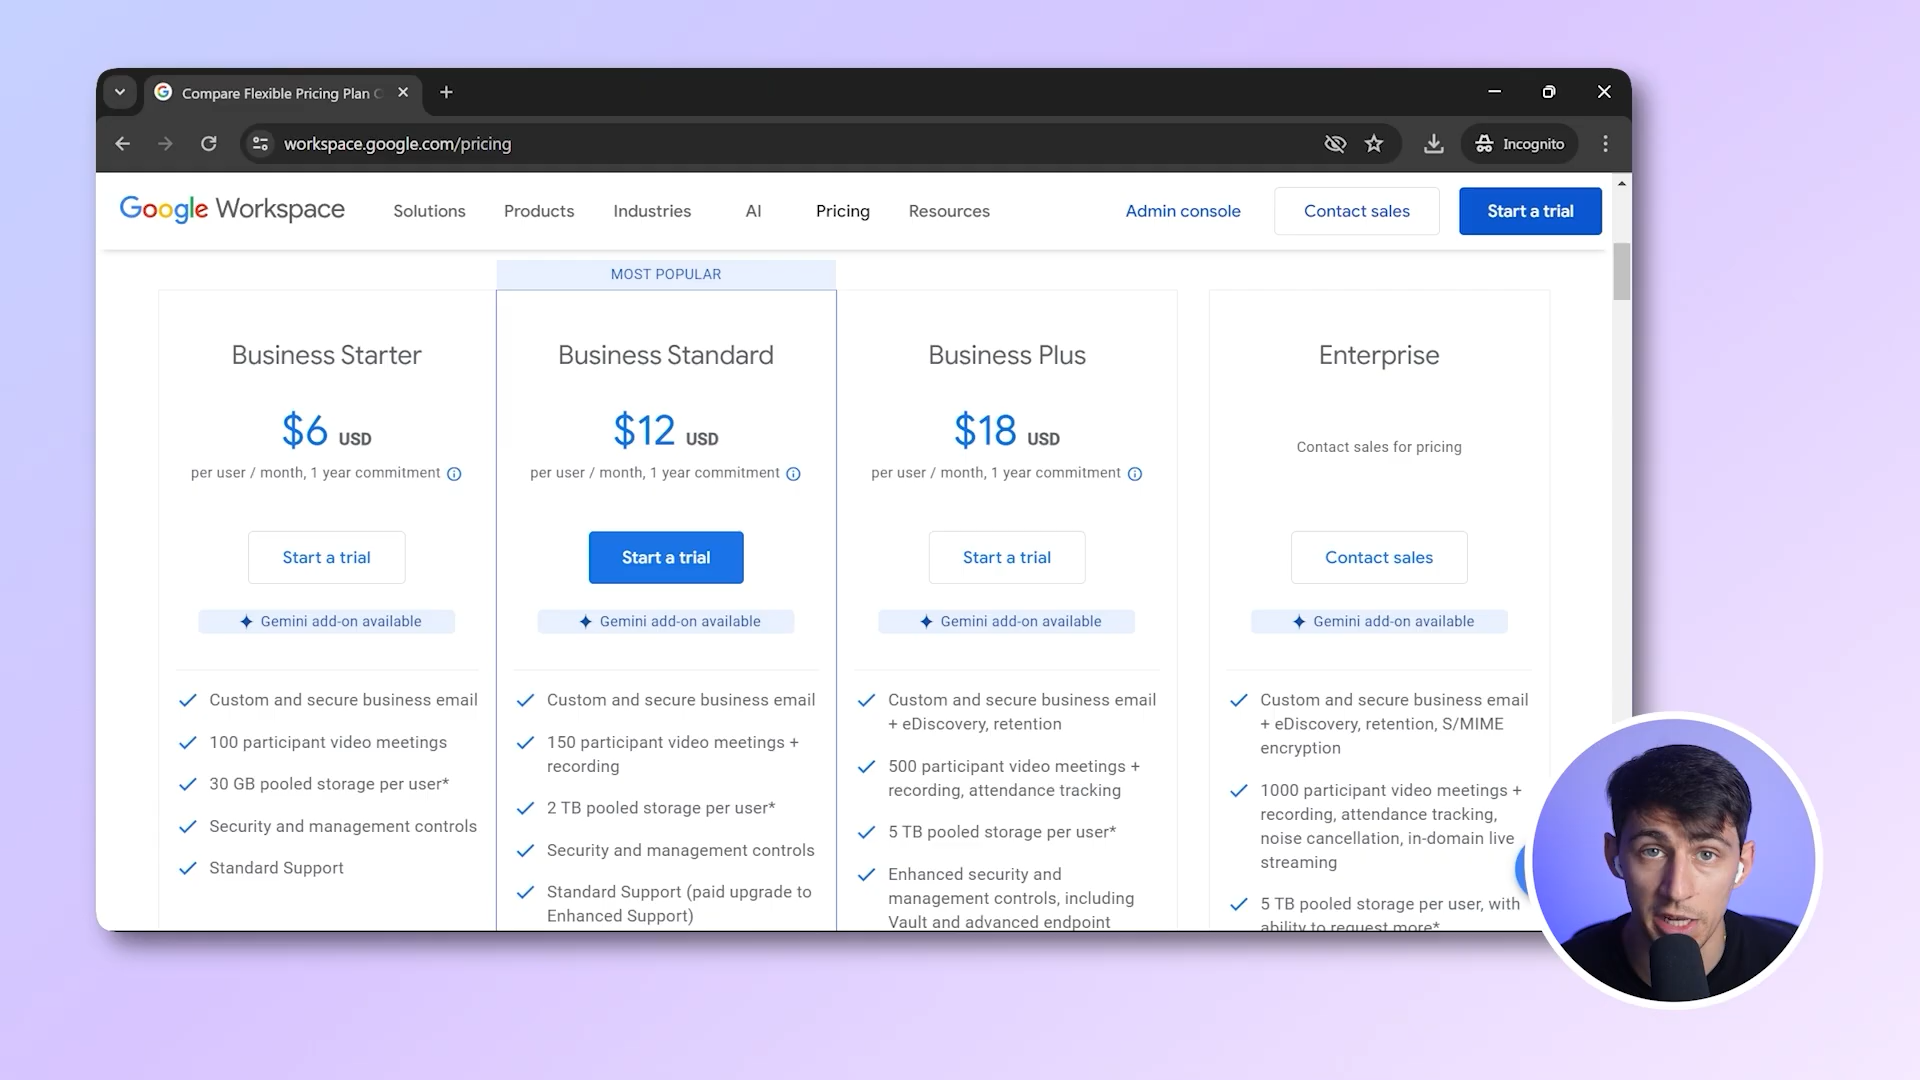 Compare Flexible Pricing Plan
workspace.google.com/pricing
Incognito
Google Workspace
Solutions
Products
Industries
AI
Pricing
Resources
Admin console
Contact sales
Start a trial
MOST POPULAR
Business Starter
$6 USD
per user / month, 1 year commitment
Start a trial
Gemini add-on available
Custom and secure business email
100 participant video meetings
30 GB pooled storage per user*
Security and management controls
Standard Support
Business Standard
$12 USD
per user / month, 1 year commitment
Start a trial
Gemini add-on available
Custom and secure business email
150 participant video meetings +
recording
2 TB pooled storage per user*
Security and management controls
Standard Support (paid upgrade to
Enhanced Support)
Business Plus
$18 USD
per user / month, 1 year commitment
Start a trial
Gemini add-on available
Custom and secure business email
+ eDiscovery, retention
500 participant video meetings +
recording, attendance tracking
5 TB pooled storage per user*
Enhanced security and
management controls, including
Vault and advanced endpoint
Enterprise
Contact sales for pricing
Contact sales
Gemini add-on available
Custom and secure business email
+ eDiscovery, retention, S/MIME
encryption
1000 participant video meetings +
recording, attendance tracking,
noise cancellation, in-domain live
streaming
5 TB pooled storage per user, with
ability to request more*